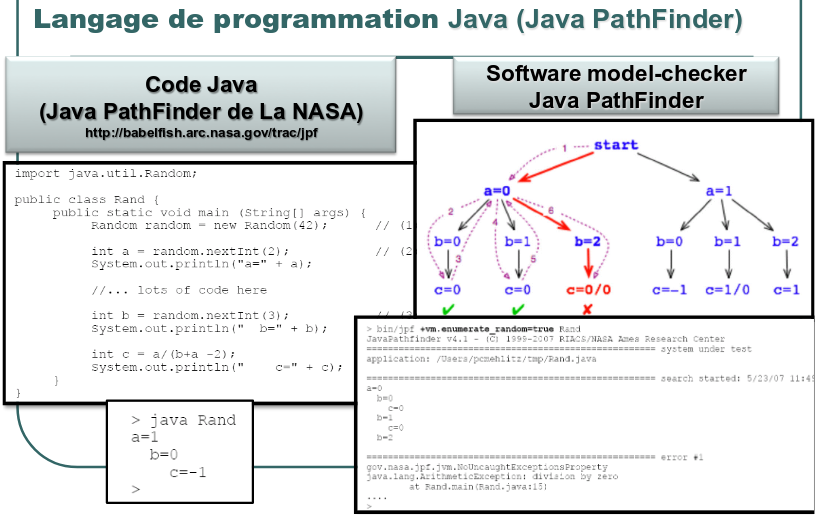 Langage de programmation Java (Java PathFinder)
Code Java
(Java PathFinder de La NASA)
http://babelfish.arc.nasa.gov/trac/jpf
import java.util.Random;
public class Rand {
public static void main (String[] args) {
Random random = new Random(42); // (1
int a = random.nextInt(2); // (2
System.out.println("a=" + a);
//... lots of code here
int b = random.nextInt(3);
System.out.println(" b=" + b);
int c = a/(b+a -2);
System.out.println(" c=" + c);
}
}
> java Rand
a=1
b=0
c=-1
>
Software model-checker
Java PathFinder
1 start
a=0 a=1
2 4 6
b=0 b=1 b=2 b=0 b=1 b=2
3 5
c=0 c=0 c=0/0 c=-1 c=1/0 c=1
✔ ✔ ✘
> bin/jpf +vm.enumerate_random=true Rand
JavaPathfinder v4.1 - (C) 1999-2007 RIACS/NASA Ames Research Center
==================================================== system under test
application: /Users/pcmehlitz/tmp/Rand.java
==================================================== search started: 5/23/07 11:49
a=0
b=0
c=0
b=1
c=0
b=2
==================================================== error #1
gov.nasa.jpf.jvm.NoUncaughtExceptionsProperty
java.lang.ArithmeticException: division by zero
at Rand.main(Rand.java:15)
....
>